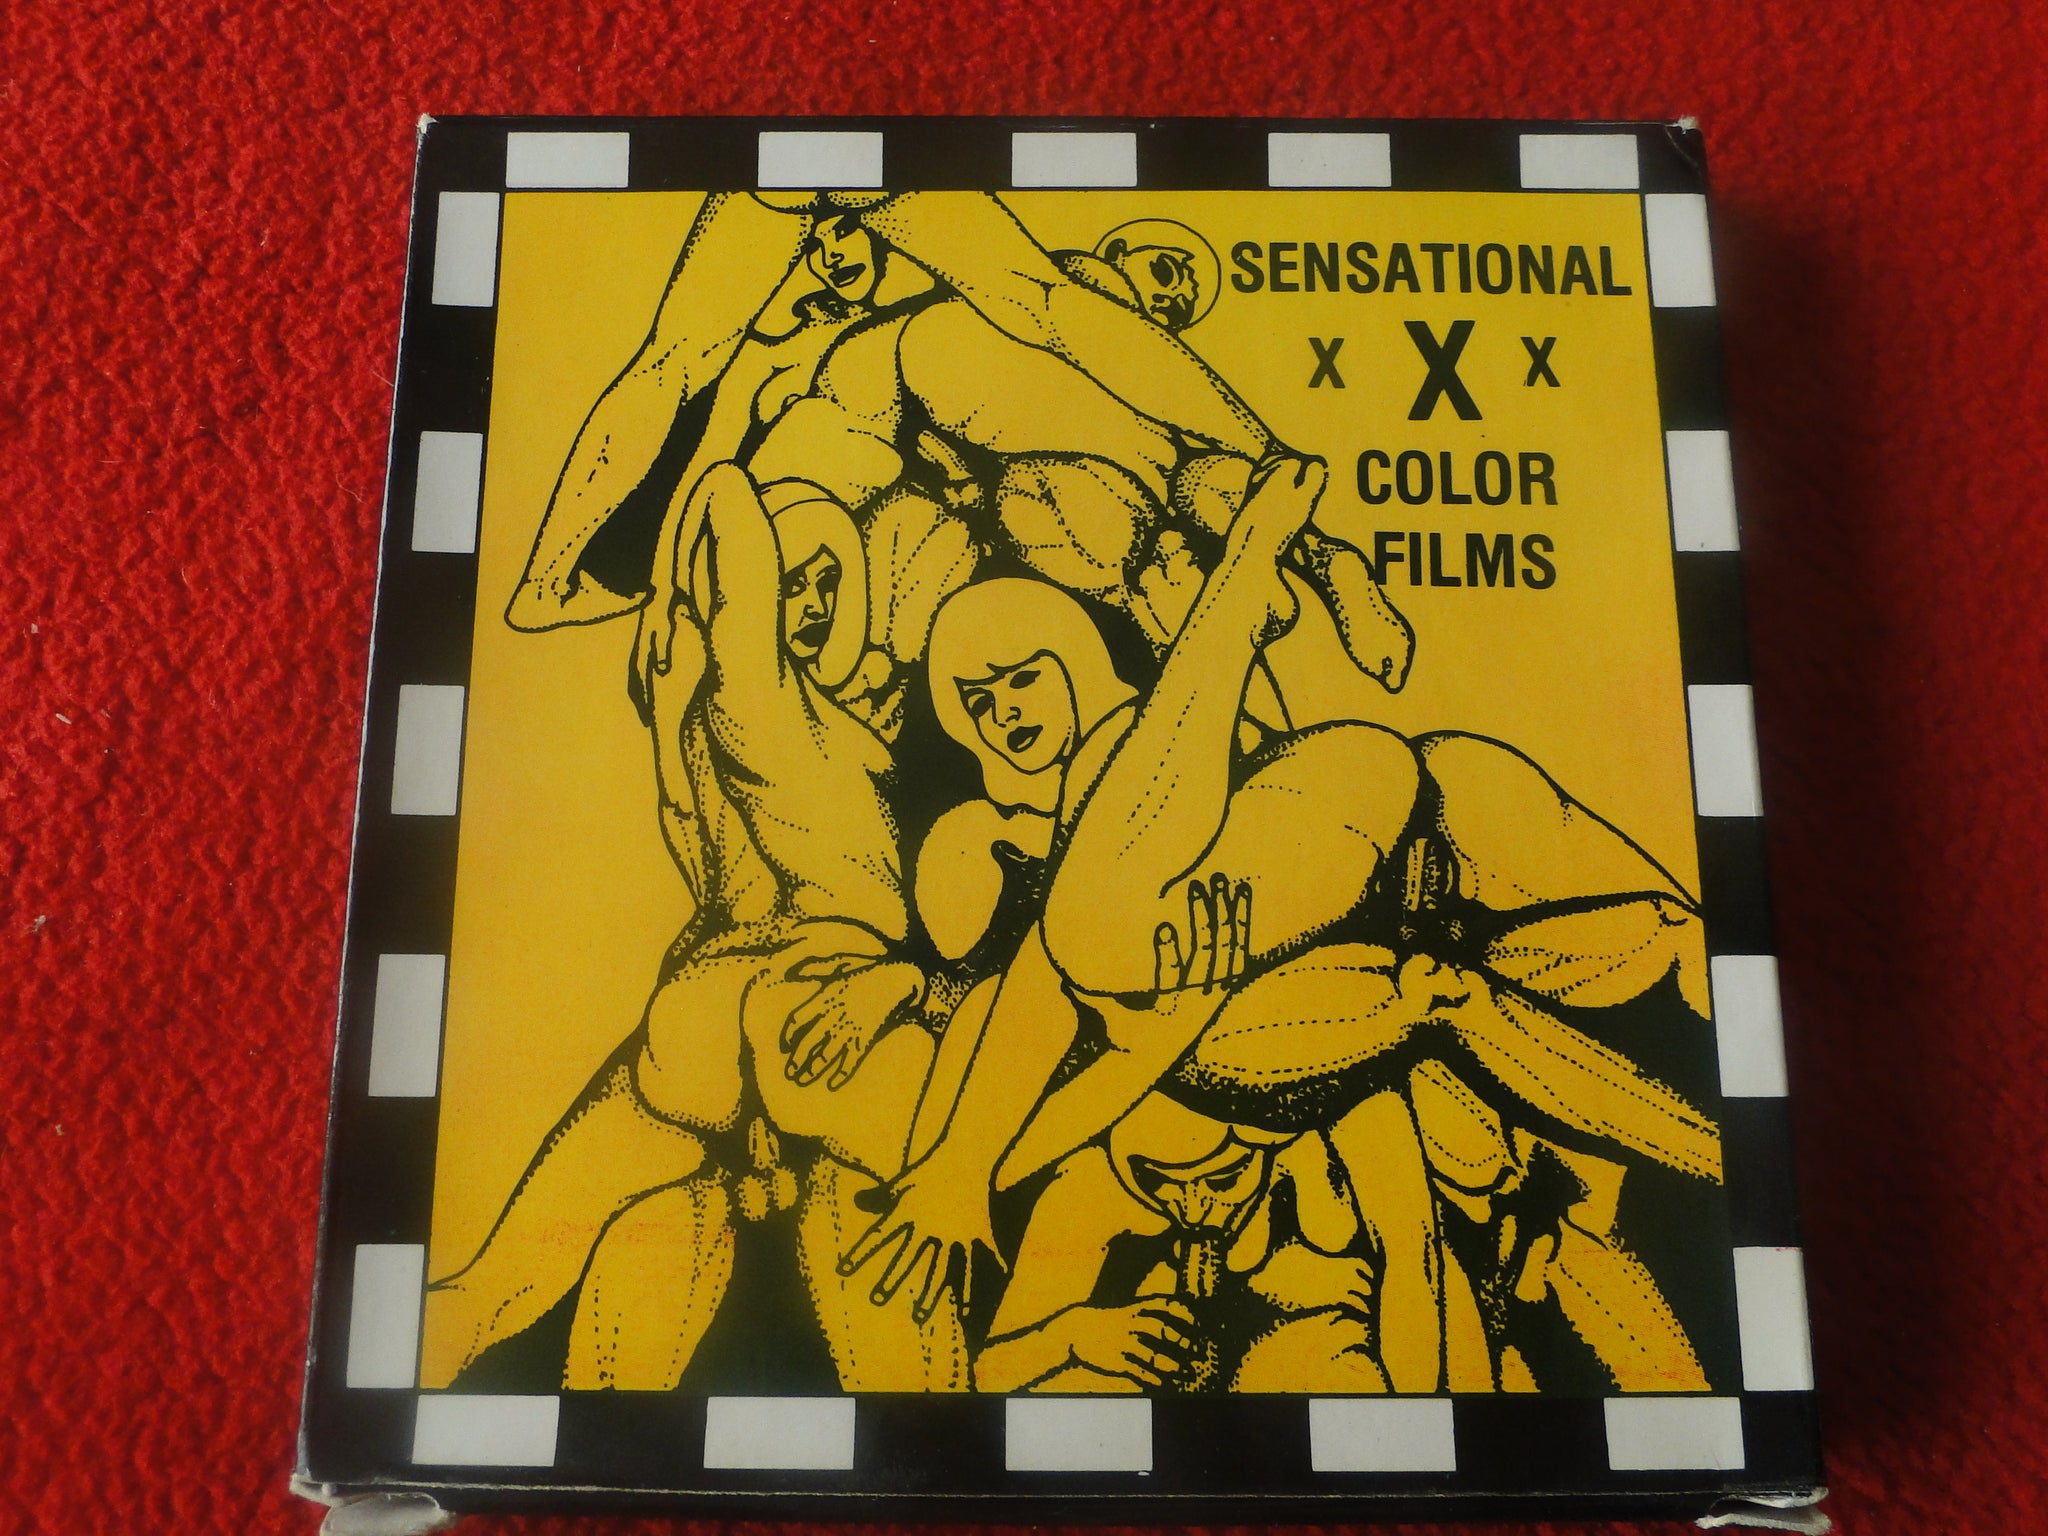 SENSATIONAL
X X X
COLOR
FILMS